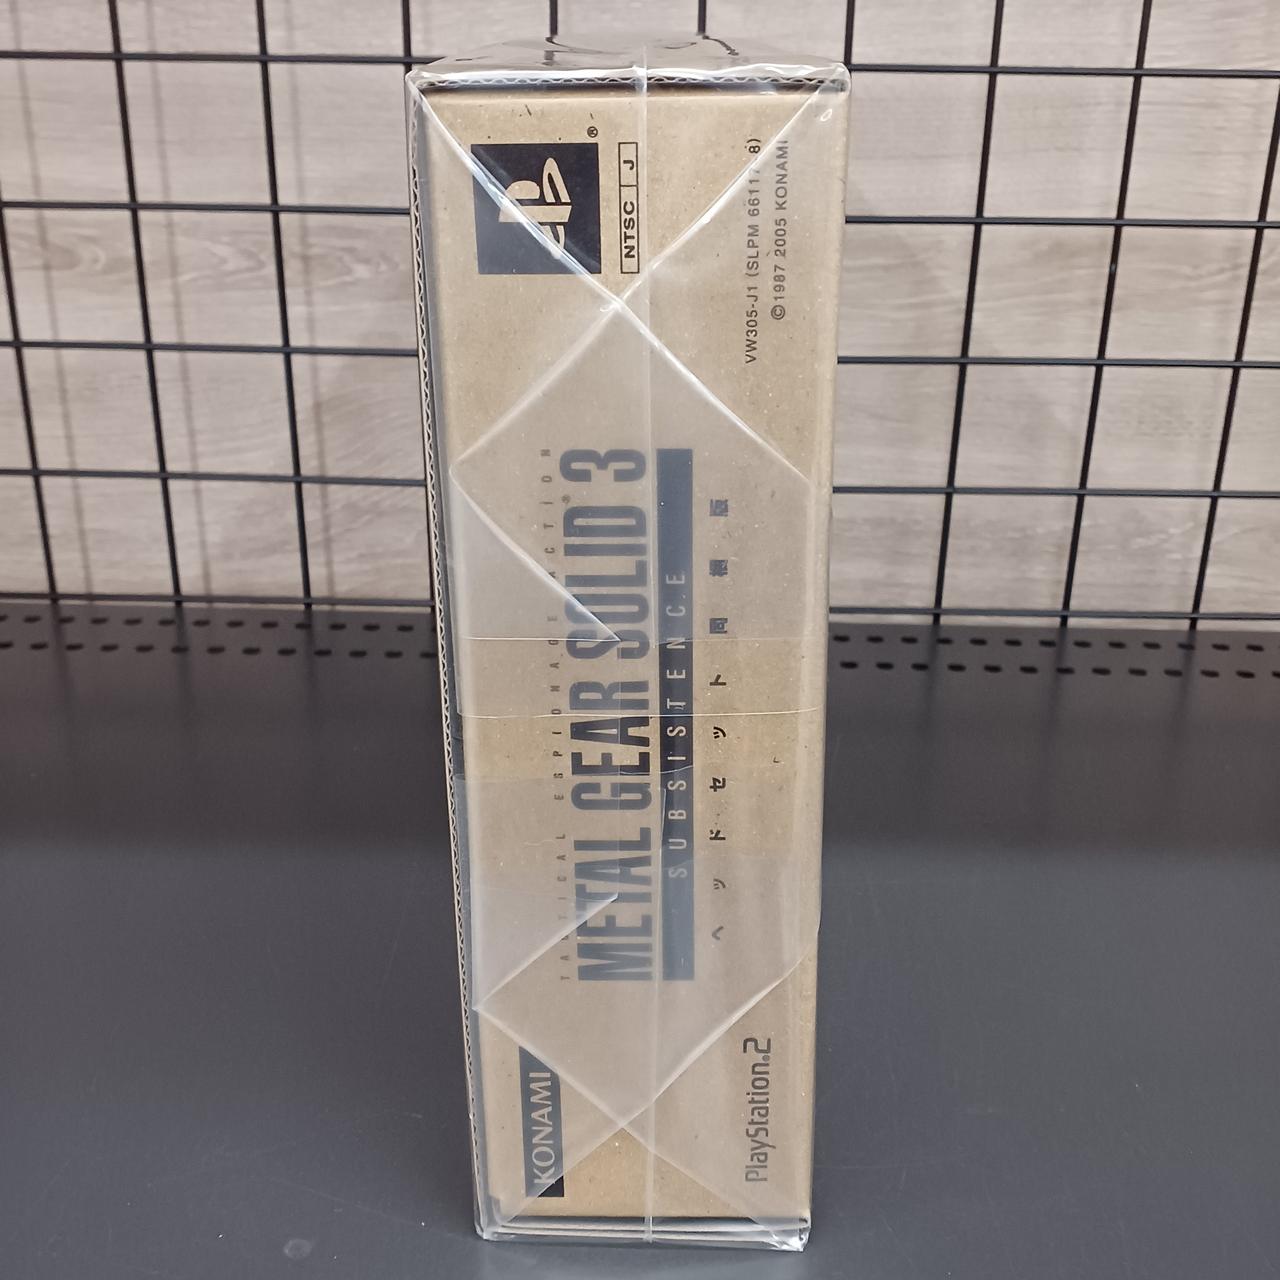 KONAMI
TACTICAL ESPIONAGE ACTION
METAL GEAR SOLID® 3
SUBSISTENCE
ヘッドセット同梱版
PlayStation®2
®
NTSC J
VW305-J1 (SLPM 6611
8)
©1987 2005 KONAMI